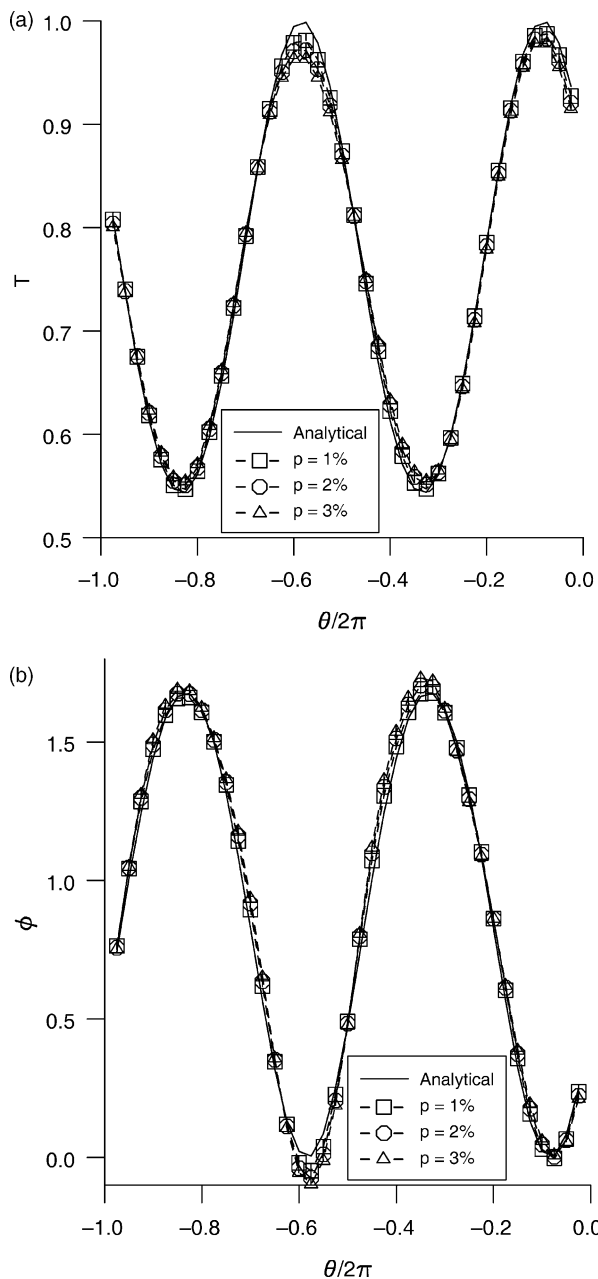 (a)
1.0
0.9
0.8
0.7
0.6
0.5
T
Analytical
p = 1%
p = 2%
p = 3%
−1.0 −0.8 −0.6 −0.4 −0.2 0.0
θ/2π
(b)
1.5
1.0
0.5
0.0
ϕ
Analytical
p = 1%
p = 2%
p = 3%
−1.0 −0.8 −0.6 −0.4 −0.2 0.0
θ/2π